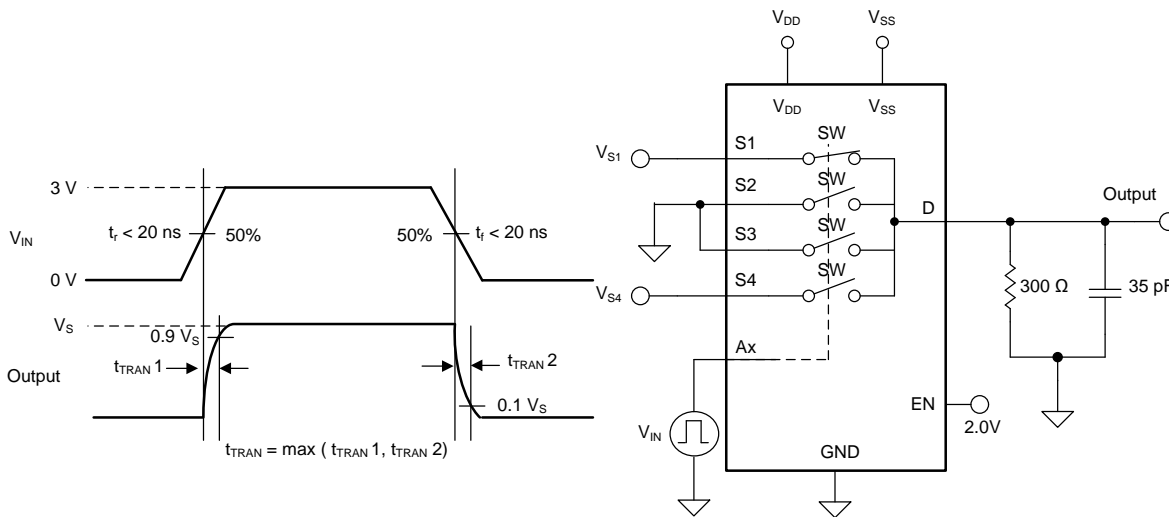 3 V
V_IN
t_r < 20 ns
50%
50%
t_f < 20 ns
0 V
V_S
0.9 V_S
Output
t_TRAN 1
t_TRAN 2
0.1 V_S
t_TRAN = max ( t_TRAN 1, t_TRAN 2)
V_DD
V_SS
V_DD
V_SS
V_S1
S1
SW
S2
SW
S3
SW
V_S4
S4
SW
D
Output
300 Ω
35 pF
Ax
V_IN
EN
2.0V
GND